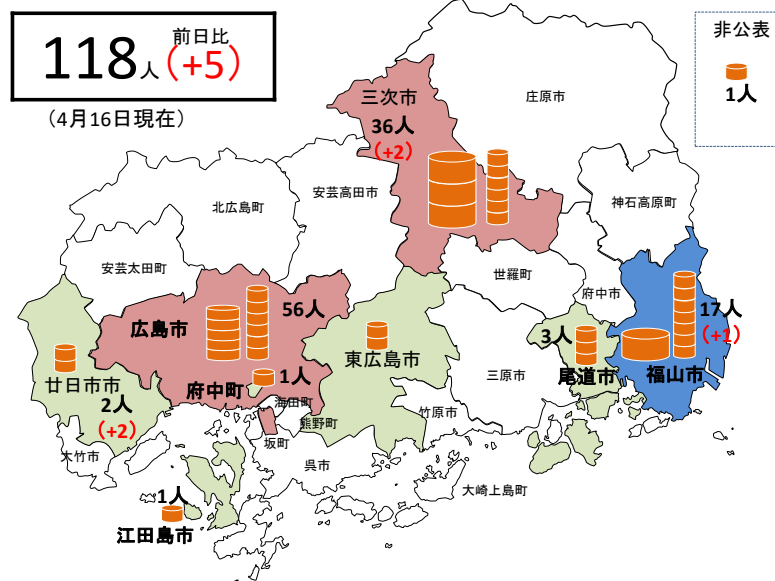 前日比
118人 (+5)
（4月16日現在）
非公表
1人
庄原市
三次市
36人
(+2)
安芸高田市
北広島町
神石高原町
安芸太田町
世羅町
府中市
17人
(+1)
56人
広島市
3人
東広島市
尾道市
福山市
三原市
廿日市市
2人
(+2)
府中町
1人
海田町
熊野町
竹原市
坂町
呉市
大竹市
大崎上島町
1人
江田島市